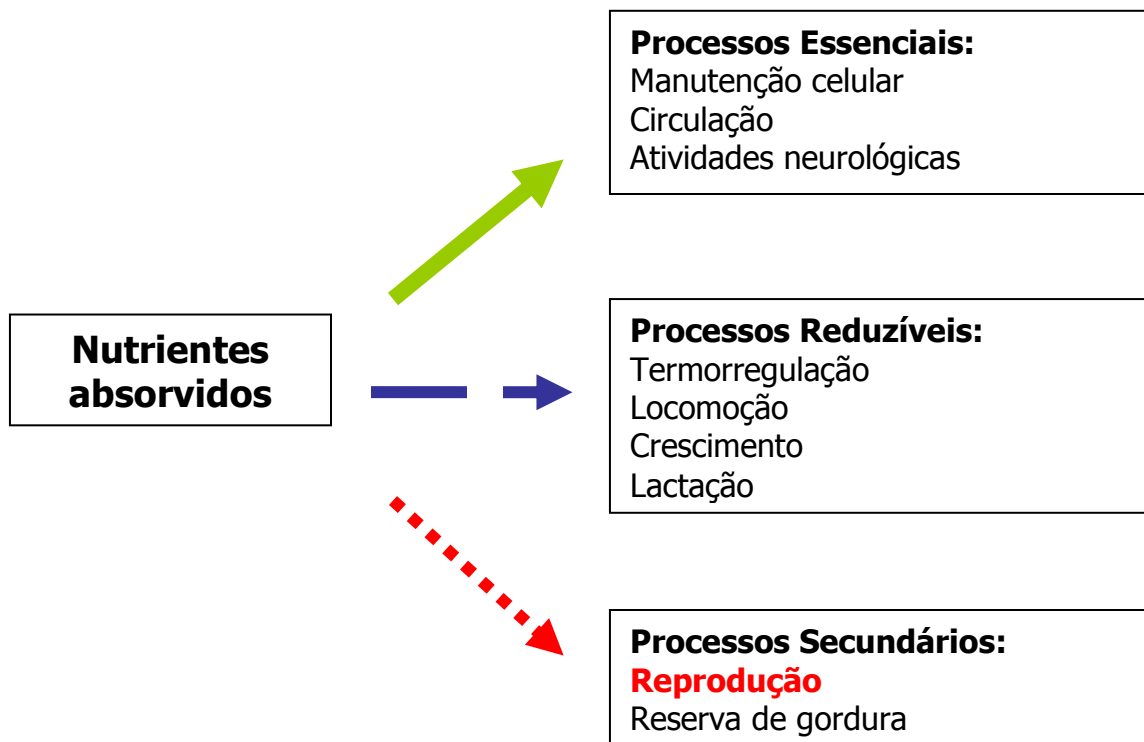 Processos Essenciais:
Manutenção celular
Circulação
Atividades neurológicas
Nutrientes
absorvidos
Processos Reduzíveis:
Termorregulação
Locomoção
Crescimento
Lactação
Processos Secundários:
Reprodução
Reserva de gordura